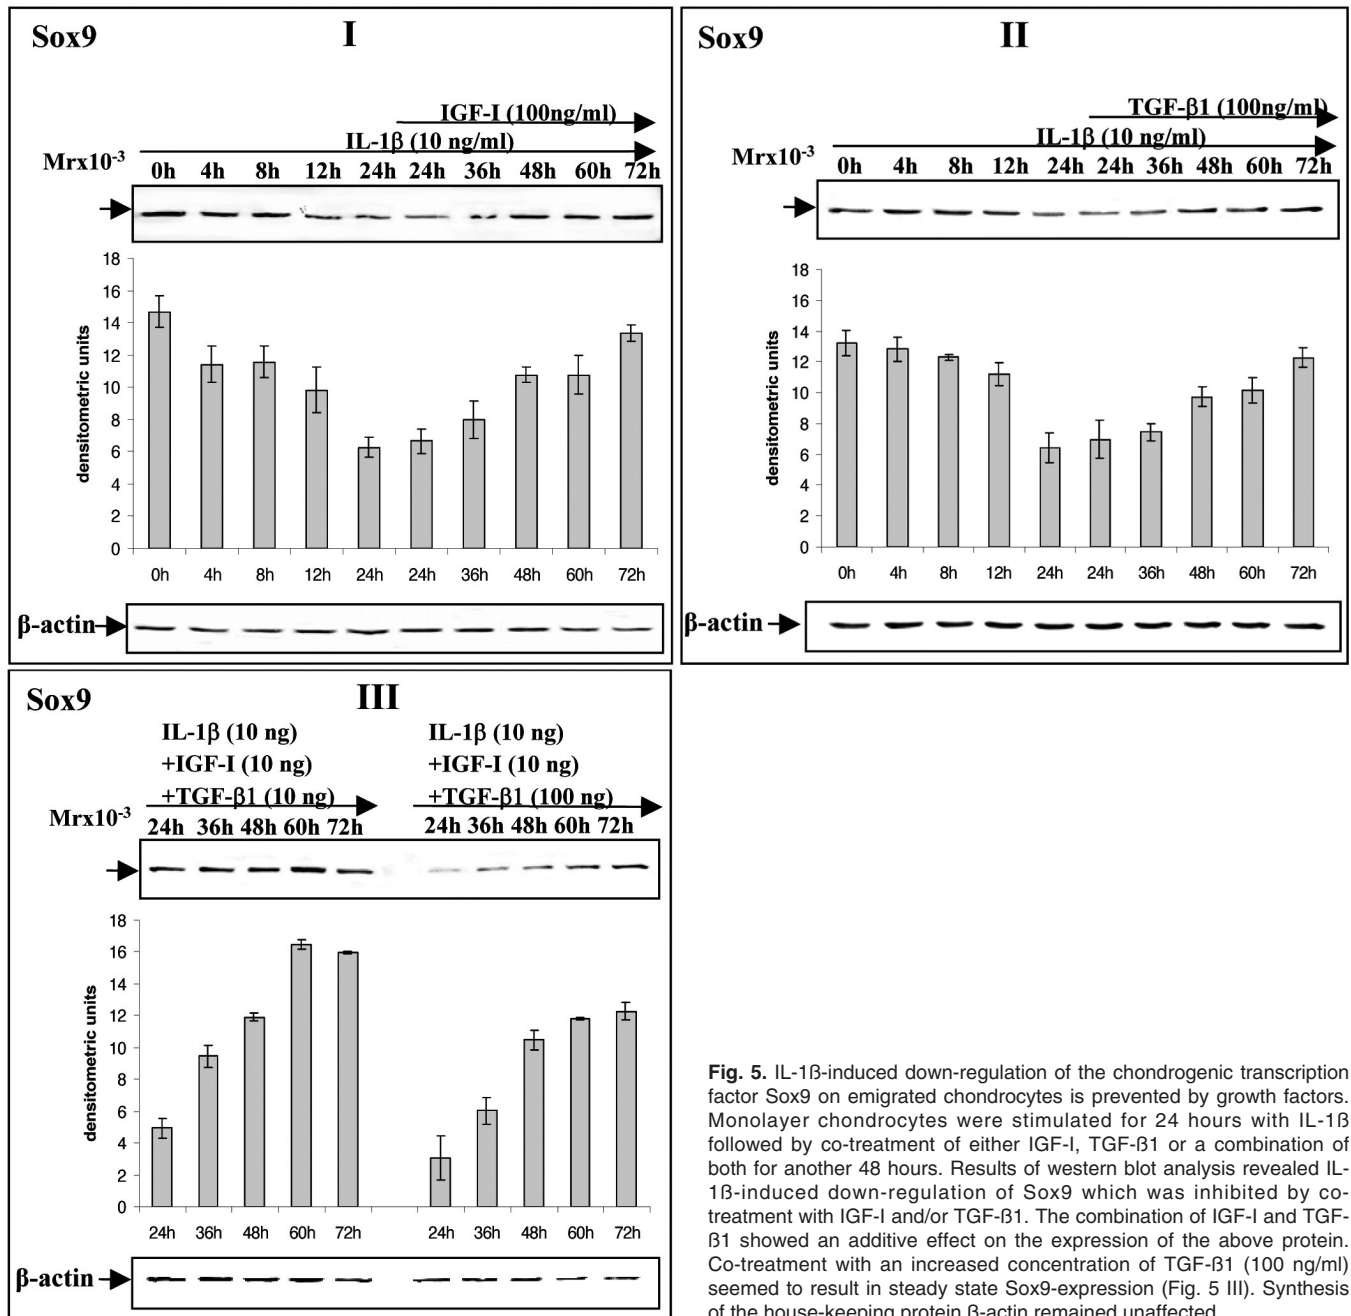 Sox9 I
IGF-I (100ng/ml)
IL-1β (10 ng/ml)
Mrx10-3
0h 4h 8h 12h 24h 24h 36h 48h 60h 72h
18
16
14
12
10
8
6
4
2
0
densitometric units
0h 4h 8h 12h 24h 24h 36h 48h 60h 72h
β-actin
Sox9 II
TGF-β1 (100ng/ml)
IL-1β (10 ng/ml)
Mrx10-3
0h 4h 8h 12h 24h 24h 36h 48h 60h 72h
18
16
14
12
10
8
6
4
2
0
densitometric units
0h 4h 8h 12h 24h 24h 36h 48h 60h 72h
β-actin
Sox9 III
IL-1β (10 ng)
+IGF-I (10 ng)
+TGF-β1 (10 ng)
IL-1β (10 ng)
+IGF-I (10 ng)
+TGF-β1 (100 ng)
Mrx10-3
24h 36h 48h 60h 72h 24h 36h 48h 60h 72h
18
16
14
12
10
8
6
4
2
0
densitometric units
24h 36h 48h 60h 72h 24h 36h 48h 60h 72h
β-actin
Fig. 5. IL-1ß-induced down-regulation of the chondrogenic transcription
factor Sox9 on emigrated chondrocytes is prevented by growth factors.
Monolayer chondrocytes were stimulated for 24 hours with IL-1ß
followed by co-treatment of either IGF-I, TGF-ß1 or a combination of
both for another 48 hours. Results of western blot analysis revealed IL-
1ß-induced down-regulation of Sox9 which was inhibited by co-
treatment with IGF-I and/or TGF-ß1. The combination of IGF-I and TGF-
ß1 showed an additive effect on the expression of the above protein.
Co-treatment with an increased concentration of TGF-ß1 (100 ng/ml)
seemed to result in steady state Sox9-expression (Fig. 5 III). Synthesis
of the house-keeping protein β-actin remained unaffected